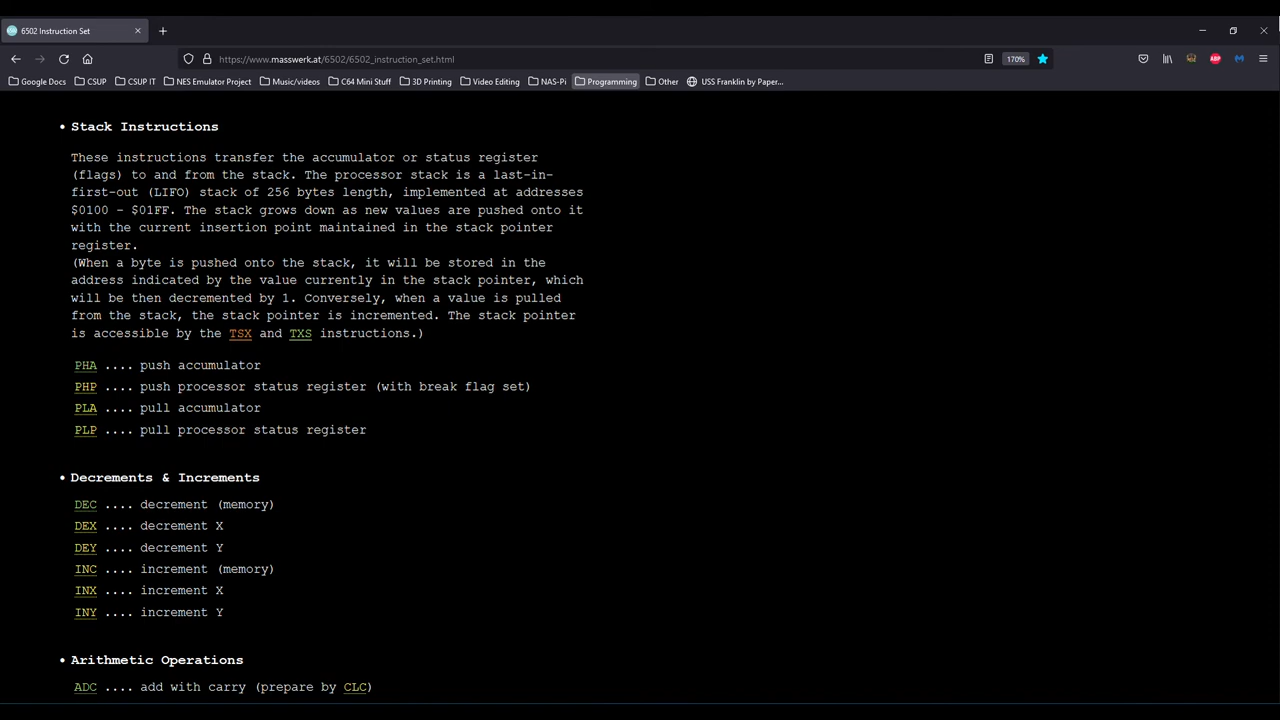 6502 Instruction Set
https://www.masswerk.at/6502/6502_instruction_set.html
170%
ABP
Google Docs CSUP CSUP IT NES Emulator Project Music/videos C64 Mini Stuff 3D Printing Video Editing NAS-Pi Programming Other USS Franklin by Paper...
• Stack Instructions
These instructions transfer the accumulator or status register
(flags) to and from the stack. The processor stack is a last-in-
first-out (LIFO) stack of 256 bytes length, implemented at addresses
$0100 - $01FF. The stack grows down as new values are pushed onto it
with the current insertion point maintained in the stack pointer
register.
(When a byte is pushed onto the stack, it will be stored in the
address indicated by the value currently in the stack pointer, which
will be then decremented by 1. Conversely, when a value is pulled
from the stack, the stack pointer is incremented. The stack pointer
is accessible by the TSX and TXS instructions.)
PHA .... push accumulator
PHP .... push processor status register (with break flag set)
PLA .... pull accumulator
PLP .... pull processor status register
• Decrements & Increments
DEC .... decrement (memory)
DEX .... decrement X
DEY .... decrement Y
INC .... increment (memory)
INX .... increment X
INY .... increment Y
• Arithmetic Operations
ADC .... add with carry (prepare by CLC)